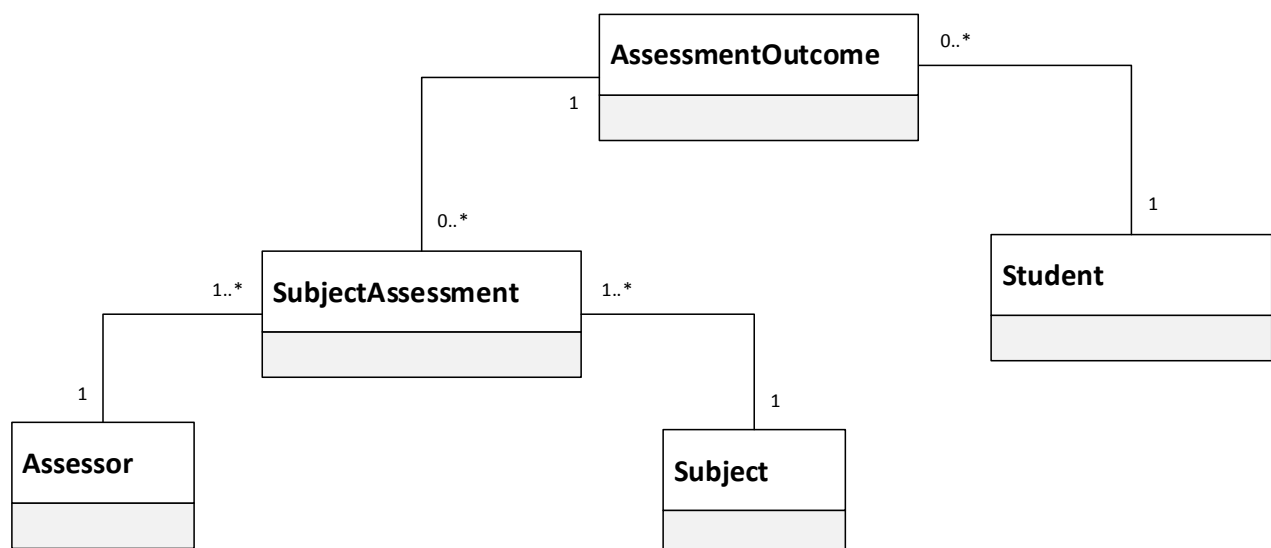 AssessmentOutcome
0..*
1
0..*
1
SubjectAssessment
Student
1..*
1..*
1
1
Assessor
Subject